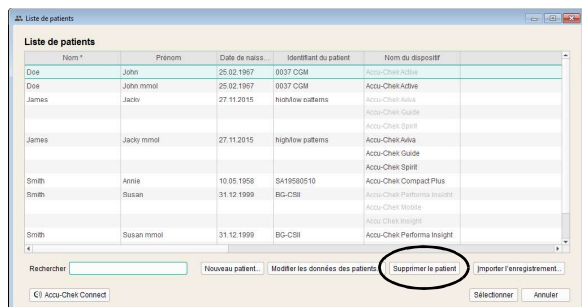 Liste de patients
Liste de patients
Nom * Prénom Date de naiss... Identifiant du patient Nom du dispositif
Doe John 25.02.1967 0037 CGM Accu-Chek Active
Doe John mmol 25.02.1967 0037 CGM Accu-Chek Active
James Jacky 27.11.2015 high/low patterns Accu-Chek Aviva
Accu-Chek Guide
Accu-Chek Spirit
James Jacky mmol 27.11.2015 high/low patterns Accu-Chek Aviva
Accu-Chek Guide
Accu-Chek Spirit
Smith Annie 10.05.1958 SA19580510 Accu-Chek Compact Plus
Smith Susan 31.12.1999 BG-CSII Accu-Chek Performa Insight
Accu-Chek Mobile
Accu-Chek Insight
Smith Susan mmol 31.12.1999 BG-CSII Accu-Chek Performa Insight
Rechercher Nouveau patient... Modifier les données des patients... Supprimer le patient Importer l'enregistrement...
Accu-Chek Connect Sélectionner Annuler